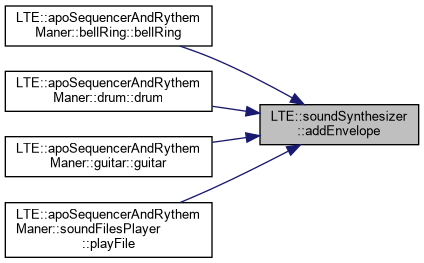 LTE::apoSequencerAndRythem
Maner::bellRing::bellRing
LTE::apoSequencerAndRythem
Maner::drum::drum
LTE::apoSequencerAndRythem
Maner::guitar::guitar
LTE::apoSequencerAndRythem
Maner::soundFilesPlayer
::playFile
LTE::soundSynthesizer
::addEnvelope